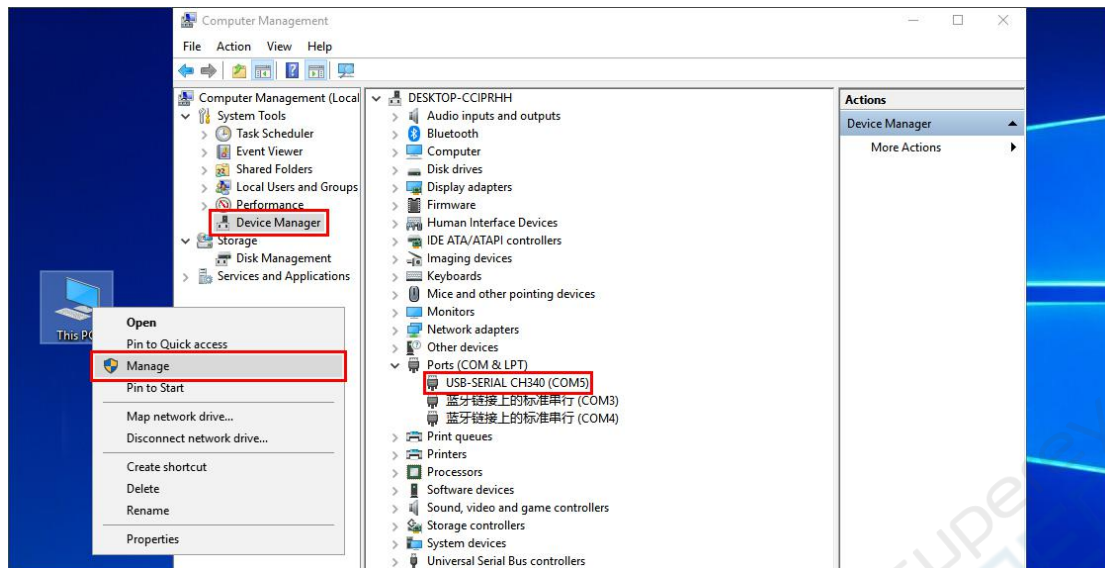 Computer Management
File Action View Help
Computer Management (Local
System Tools
Task Scheduler
Event Viewer
Shared Folders
Local Users and Groups
Performance
Device Manager
Storage
Disk Management
Services and Applications
DESKTOP-CCIPRHH
Audio inputs and outputs
Bluetooth
Computer
Disk drives
Display adapters
Firmware
Human Interface Devices
IDE ATA/ATAPI controllers
Imaging devices
Keyboards
Mice and other pointing devices
Monitors
Network adapters
Other devices
Ports (COM & LPT)
USB-SERIAL CH340 (COM5)
蓝牙链接上的标准串行 (COM3)
蓝牙链接上的标准串行 (COM4)
Print queues
Printers
Processors
Software devices
Sound, video and game controllers
Storage controllers
System devices
Universal Serial Bus controllers
Actions
Device Manager
More Actions
This P
Open
Pin to Quick access
Manage
Pin to Start
Map network drive...
Disconnect network drive...
Create shortcut
Delete
Rename
Properties